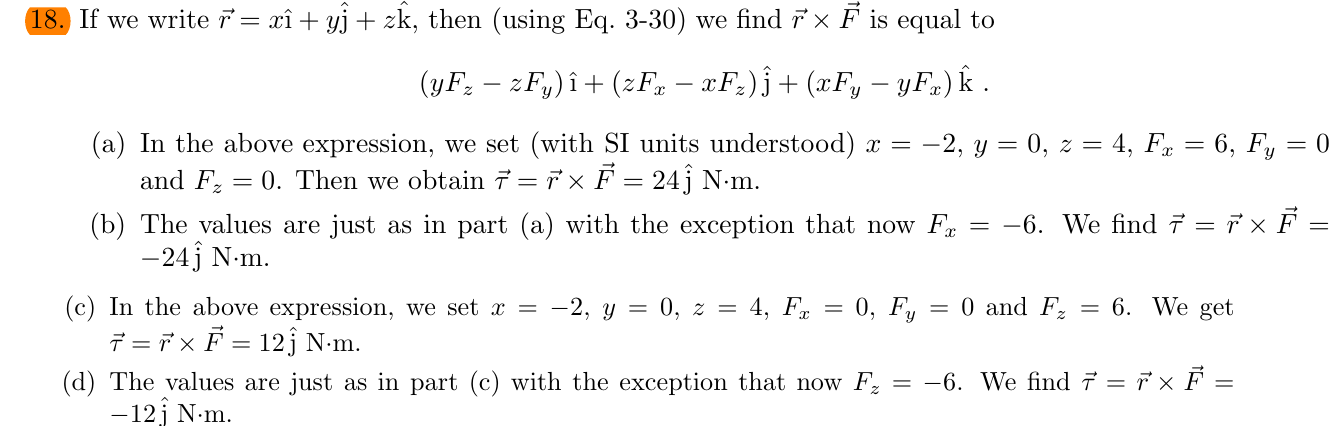 18. If we write r⃗ = xî + yĵ + zk̂, then (using Eq. 3-30) we find r⃗ × F⃗ is equal to
(yF_z − zF_y) î + (zF_x − xF_z) ĵ + (xF_y − yF_x) k̂ .
(a) In the above expression, we set (with SI units understood) x = −2, y = 0, z = 4, F_x = 6, F_y = 0
and F_z = 0. Then we obtain τ⃗ = r⃗ × F⃗ = 24 ĵ N·m.
(b) The values are just as in part (a) with the exception that now F_x = −6. We find τ⃗ = r⃗ × F⃗ =
−24 ĵ N·m.
(c) In the above expression, we set x = −2, y = 0, z = 4, F_x = 0, F_y = 0 and F_z = 6. We get
τ⃗ = r⃗ × F⃗ = 12 ĵ N·m.
(d) The values are just as in part (c) with the exception that now F_z = −6. We find τ⃗ = r⃗ × F⃗ =
−12 ĵ N·m.